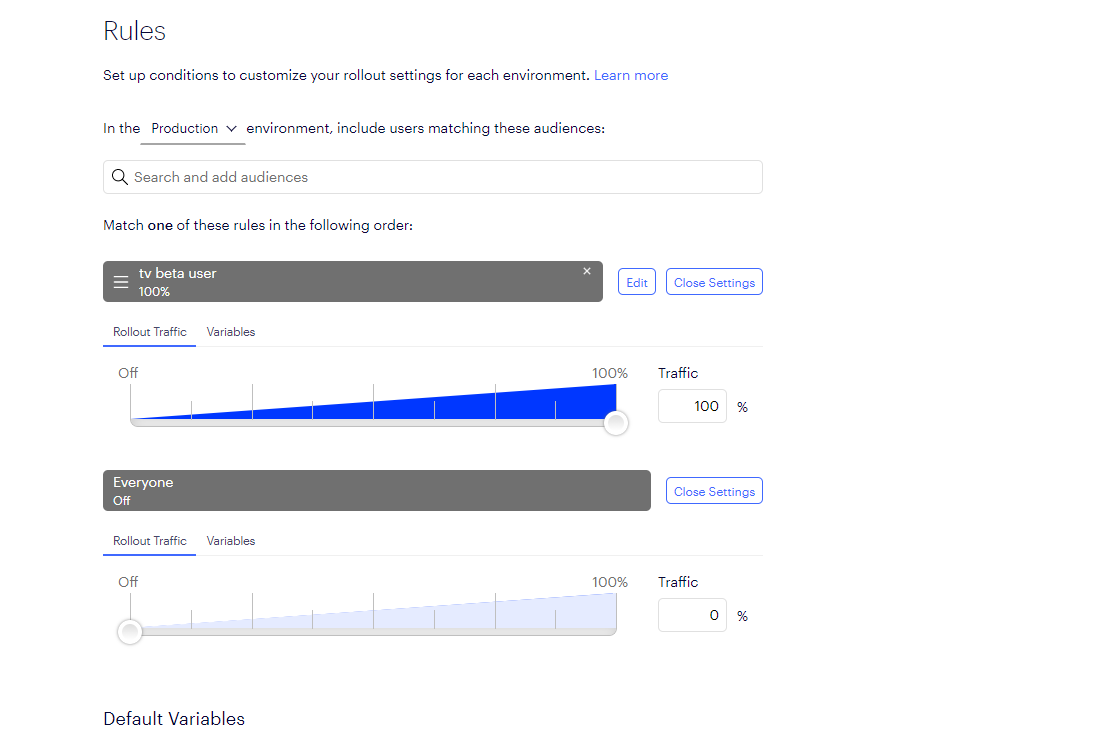 Rules
Set up conditions to customize your rollout settings for each environment. Learn more
In the Production environment, include users matching these audiences:
Search and add audiences
Match one of these rules in the following order:
tv beta user
100%
×
Edit
Close Settings
Rollout Traffic
Variables
Off
100%
Traffic
100 %
Everyone
Off
Close Settings
Rollout Traffic
Variables
Off
100%
Traffic
0 %
Default Variables